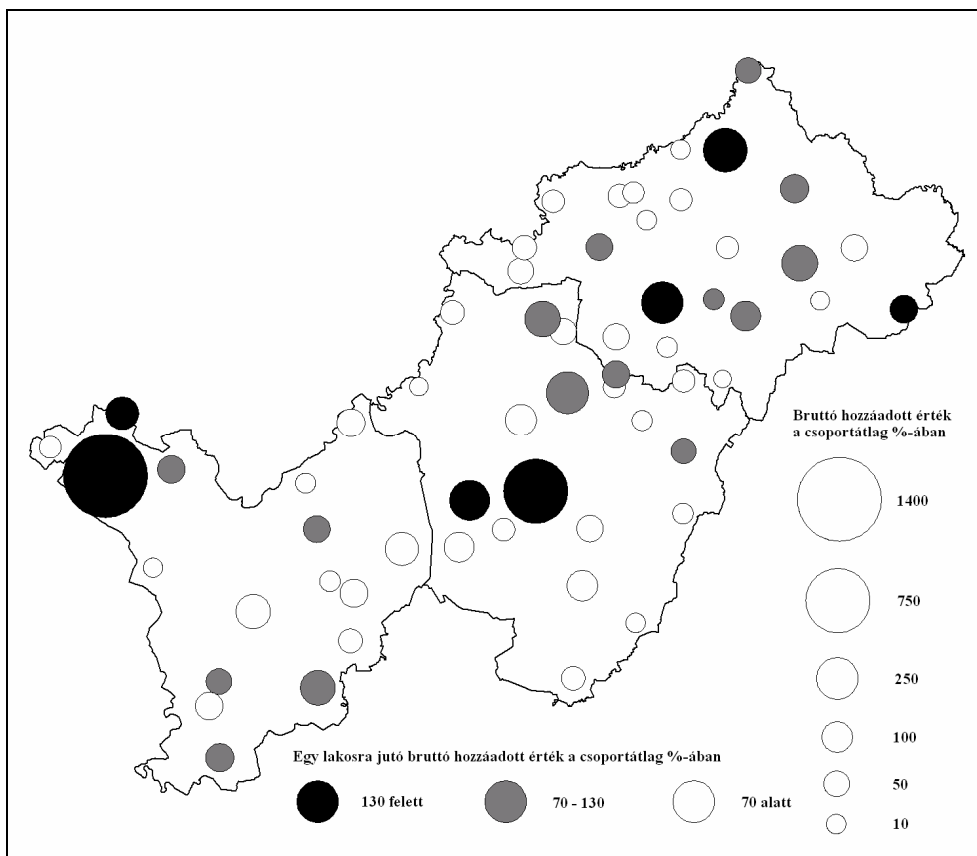 Bruttó hozzáadott érték
a csoportátlag %-ában
1400
750
250
100
50
10
Egy lakosra jutó bruttó hozzáadott érték a csoportátlag %-ában
130 felett
70 - 130
70 alatt